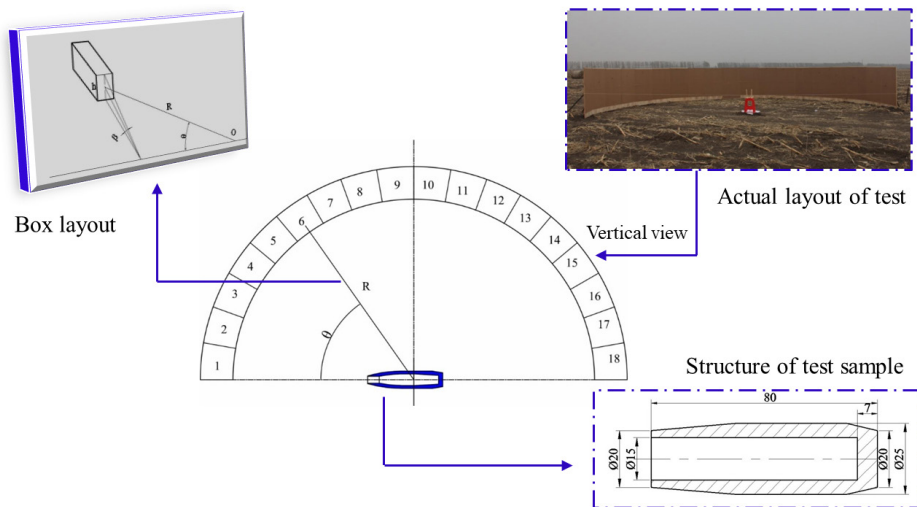 b
R
θ
β
O
Box layout
Actual layout of test
Vertical view
1
2
3
4
5
6
7
8
9
10
11
12
13
14
15
16
17
18
R
θ
Structure of test sample
80
7
Ø20
Ø15
Ø20
Ø25